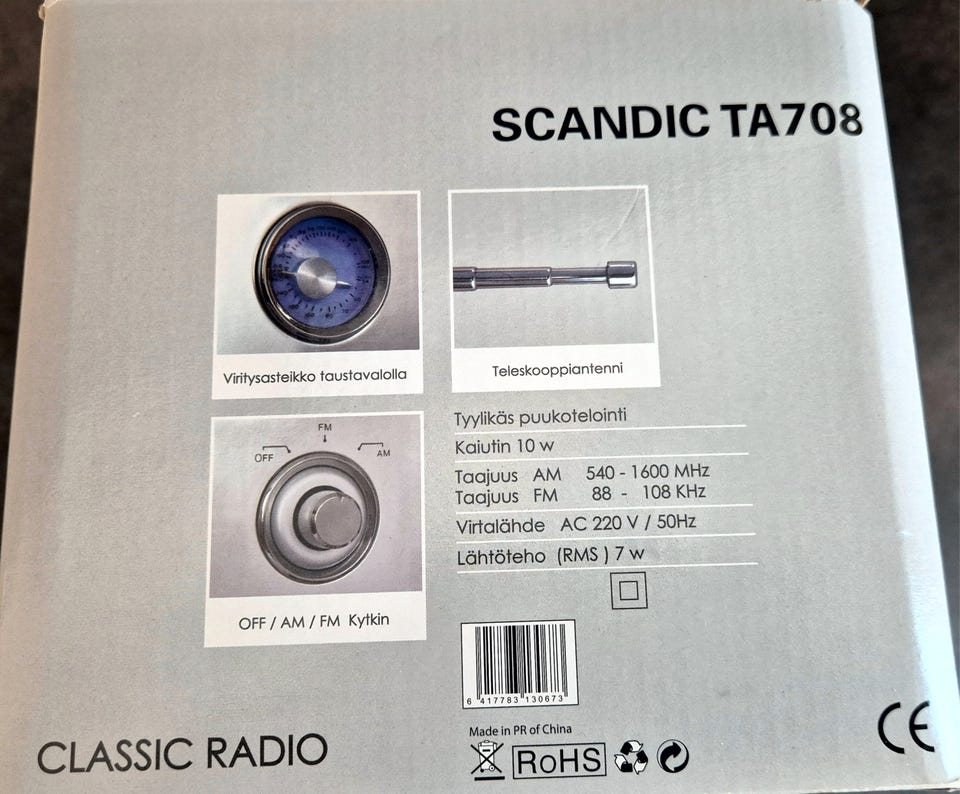 SCANDIC TA708
Viritysasteikko taustavalolla
Teleskooppiantenni
FM
OFF
AM
OFF / AM / FM Kytkin
Tyylikäs puukotelointi
Kaiutin 10 w
Taajuus AM 540 - 1600 MHz
Taajuus FM 88 - 108 KHz
Virtalähde AC 220 V / 50Hz
Lähtöteho (RMS ) 7 w
6 417783 130673
Made in PR of China
RoHS
CE
CLASSIC RADIO